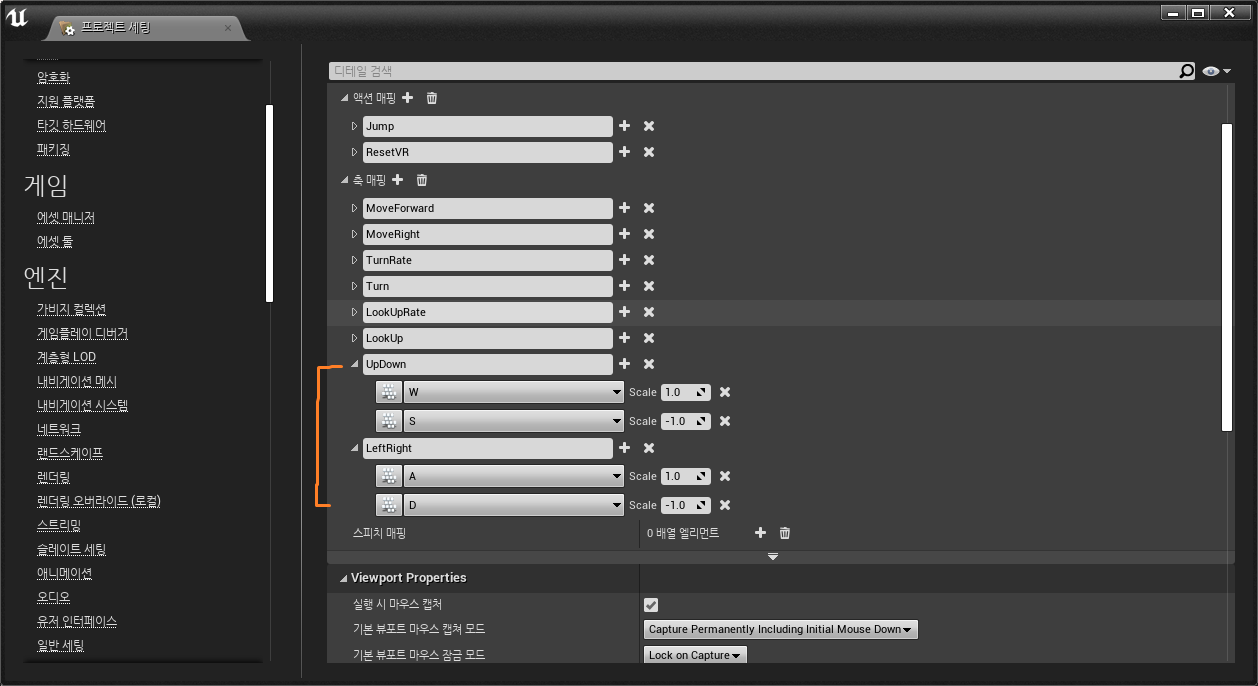 프로젝트 세팅
암호화
지원 플랫폼
타깃 하드웨어
패키징
게임
에셋 매니저
에셋 툴
엔진
가비지 컬렉션
게임플레이 디버거
계층형 LOD
내비게이션 메시
내비게이션 시스템
네트워크
랜드스케이프
렌더링
렌더링 오버라이드 (로컬)
스트리밍
슬레이트 세팅
애니메이션
오디오
유저 인터페이스
일반 세팅
디테일 검색
액션 매핑
Jump
ResetVR
축 매핑
MoveForward
MoveRight
TurnRate
Turn
LookUpRate
LookUp
UpDown
W Scale 1.0
S Scale -1.0
LeftRight
A Scale 1.0
D Scale -1.0
스피치 매핑 0 배열 엘리먼트
Viewport Properties
실행 시 마우스 캡처
기본 뷰포트 마우스 캡쳐 모드 Capture Permanently Including Initial Mouse Down
기본 뷰포트 마우스 잠금 모드 Lock on Capture